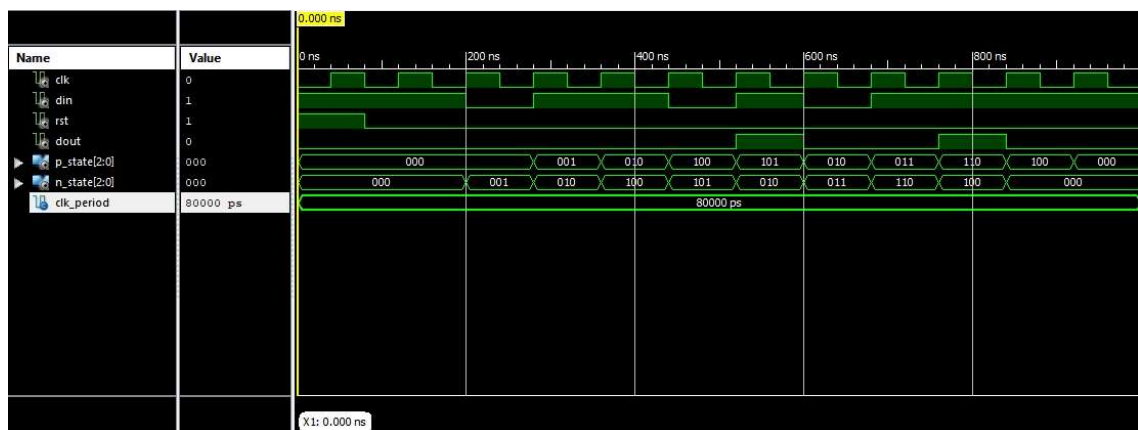 0.000 ns
Name Value
0 ns 200 ns 400 ns 600 ns 800 ns
clk 0
din 1
rst 1
dout 0
p_state[2:0] 000 000 001 010 100 101 010 011 110 100 000
n_state[2:0] 000 000 001 010 100 101 010 011 110 100 000
clk_period 80000 ps 80000 ps
X1: 0.000 ns